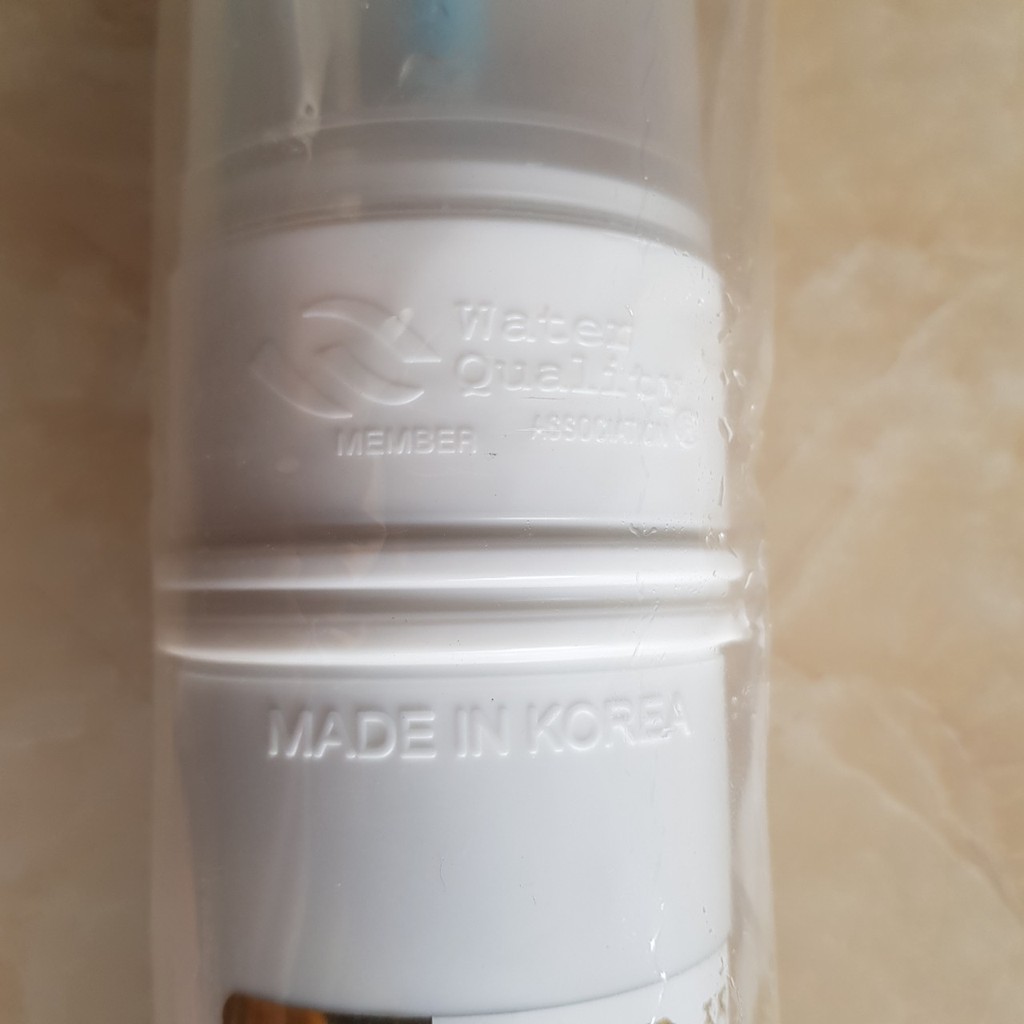 Water
Quality
MEMBER ASSOCIATION ®
MADE IN KOREA